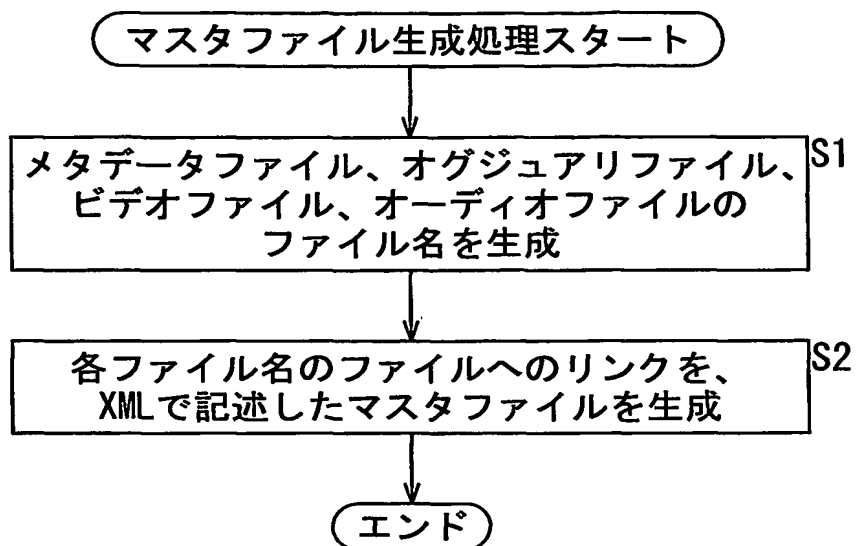 マスタファイル生成処理スタート
メタデータファイル、オグジュアリファイル、
ビデオファイル、オーディオファイルの
ファイル名を生成
S1
各ファイル名のファイルへのリンクを、
XMLで記述したマスタファイルを生成
S2
エンド